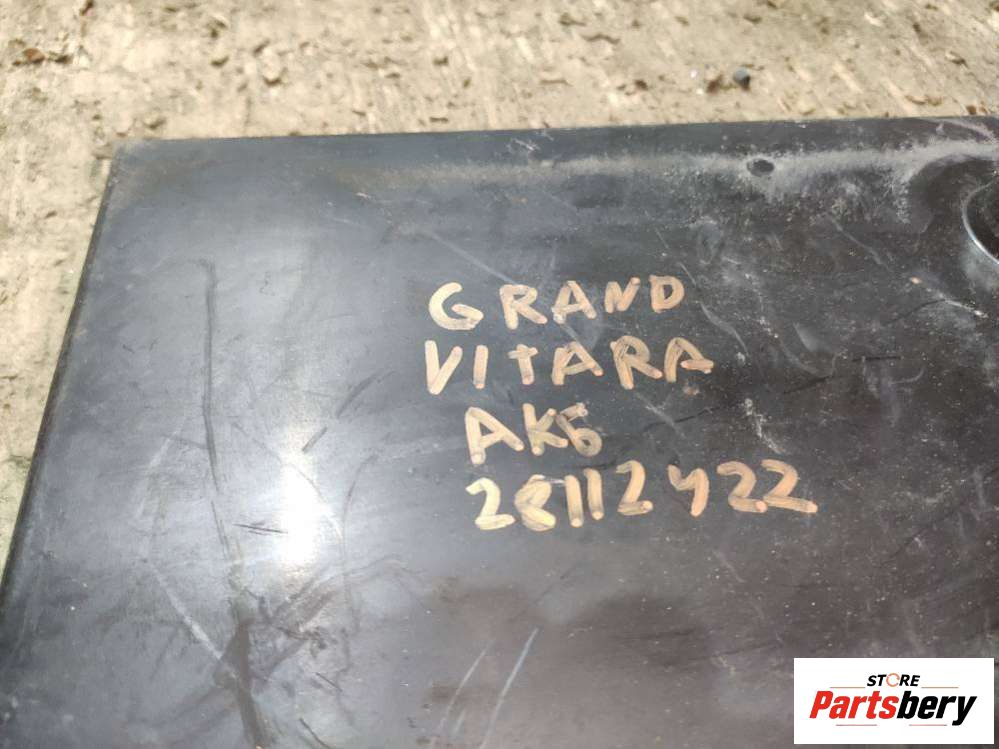 GRAND
VITARA
АКБ
28112422
STORE
Partsbery